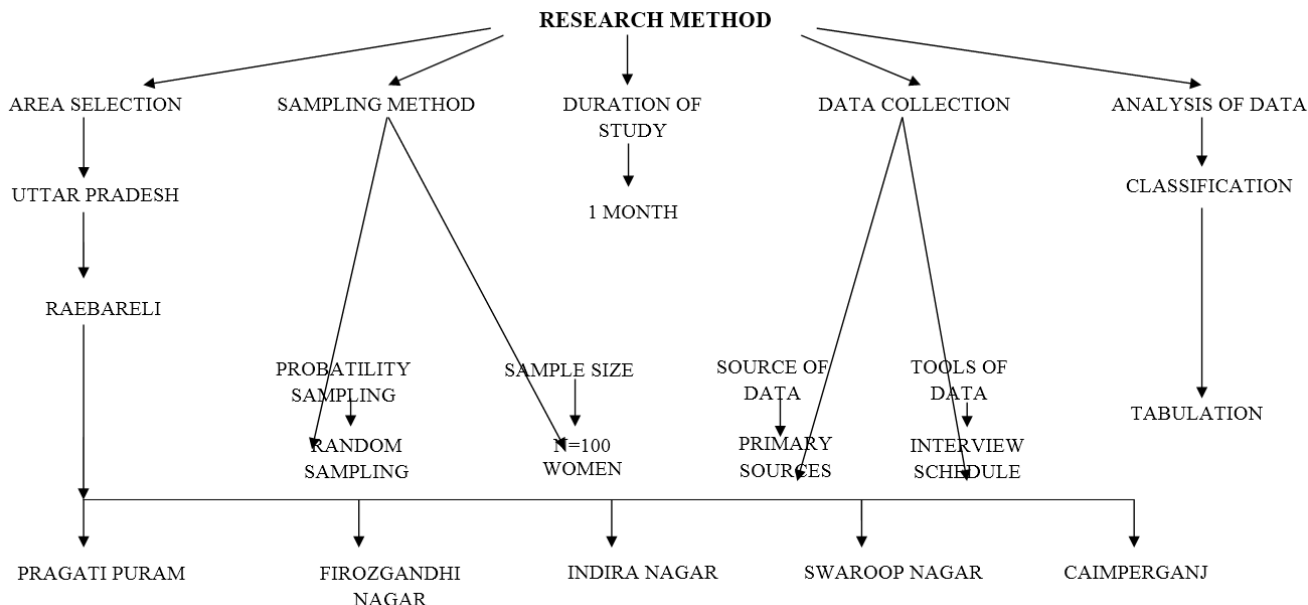 RESEARCH METHOD
AREA SELECTION
SAMPLING METHOD
DURATION OF
STUDY
DATA COLLECTION
ANALYSIS OF DATA
UTTAR PRADESH
1 MONTH
CLASSIFICATION
RAEBARELI
PROBATILITY
SAMPLING
SAMPLE SIZE
SOURCE OF
DATA
TOOLS OF
DATA
TABULATION
RANDOM
SAMPLING
N=100
WOMEN
PRIMARY
SOURCES
INTERVIEW
SCHEDULE
PRAGATI PURAM
FIROZGANDHI
NAGAR
INDIRA NAGAR
SWAROOP NAGAR
CAIMPERGANJ